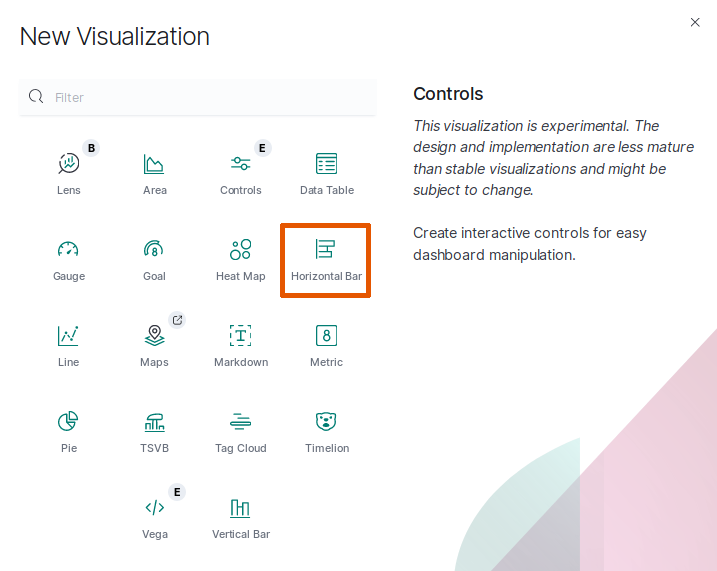 New Visualization
Filter
B
E
Lens
Area
Controls
Data Table
Gauge
8
Goal
Heat Map
Horizontal Bar
T
8
Line
Maps
Markdown
Metric
Pie
TSVB
Tag Cloud
Timelion
E
Vega
Vertical Bar
Controls
This visualization is experimental. The
design and implementation are less mature
than stable visualizations and might be
subject to change.
Create interactive controls for easy
dashboard manipulation.